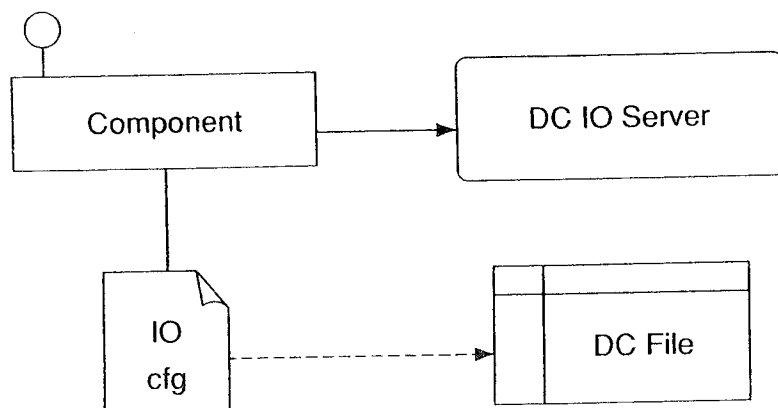 Component
DC IO Server
IO
cfg
DC File